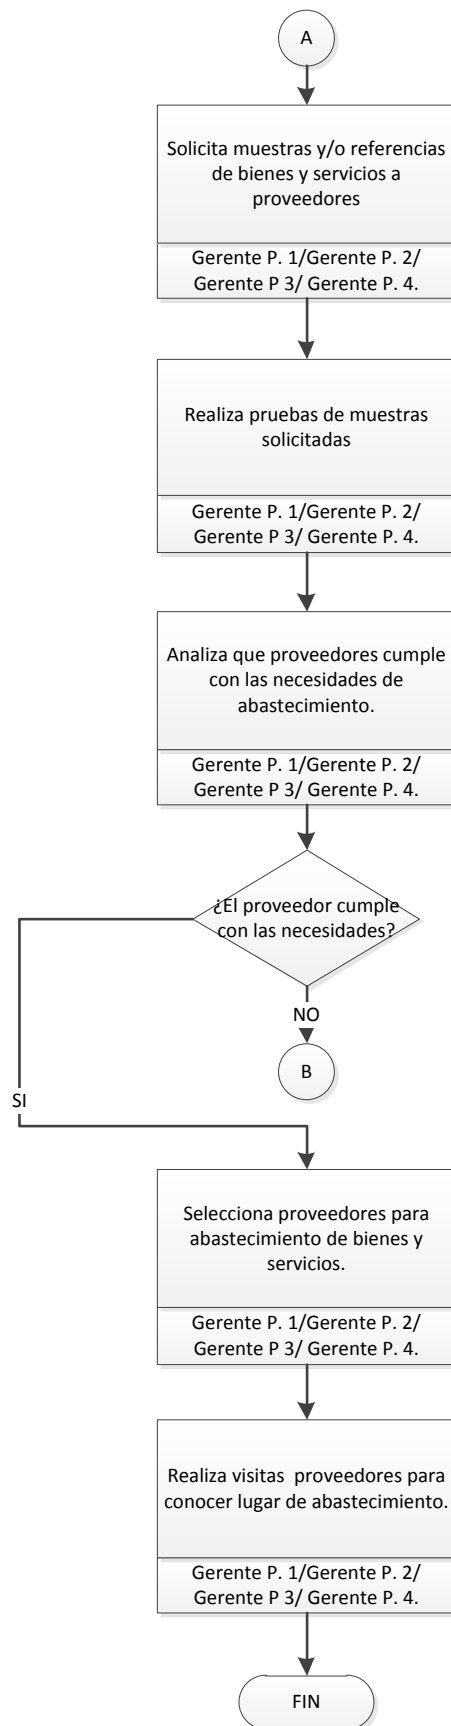 A
Solicita muestras y/o referencias
de bienes y servicios a
proveedores
Gerente P. 1/Gerente P. 2/
Gerente P 3/ Gerente P. 4.
Realiza pruebas de muestras
solicitadas
Gerente P. 1/Gerente P. 2/
Gerente P 3/ Gerente P. 4.
Analiza que proveedores cumple
con las necesidades de
abastecimiento.
Gerente P. 1/Gerente P. 2/
Gerente P 3/ Gerente P. 4.
¿El proveedor cumple
con las necesidades?
NO
B
SI
Selecciona proveedores para
abastecimiento de bienes y
servicios.
Gerente P. 1/Gerente P. 2/
Gerente P 3/ Gerente P. 4.
Realiza visitas  proveedores para
conocer lugar de abastecimiento.
Gerente P. 1/Gerente P. 2/
Gerente P 3/ Gerente P. 4.
FIN